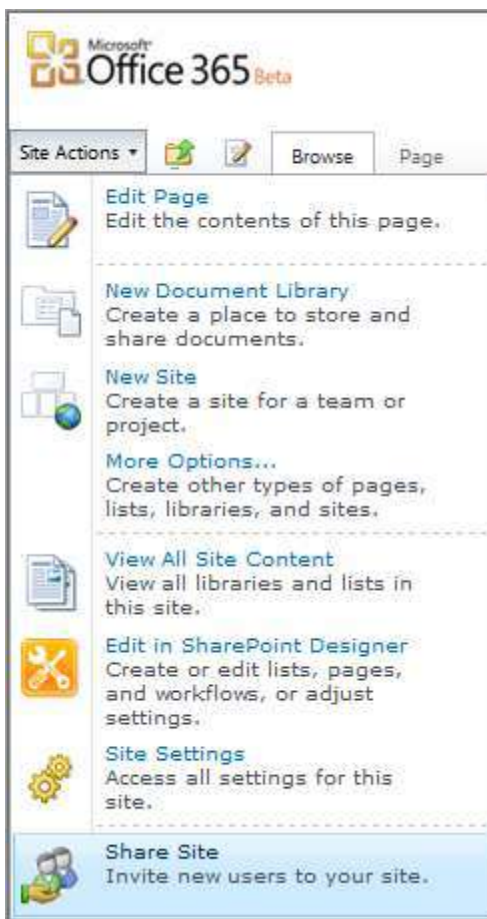 Microsoft
Office 365 Beta
Site Actions Browse Page
Edit Page
Edit the contents of this page.
New Document Library
Create a place to store and
share documents.
New Site
Create a site for a team or
project.
More Options...
Create other types of pages,
lists, libraries, and sites.
View All Site Content
View all libraries and lists in
this site.
Edit in SharePoint Designer
Create or edit lists, pages,
and workflows, or adjust
settings.
Site Settings
Access all settings for this
site.
Share Site
Invite new users to your site.